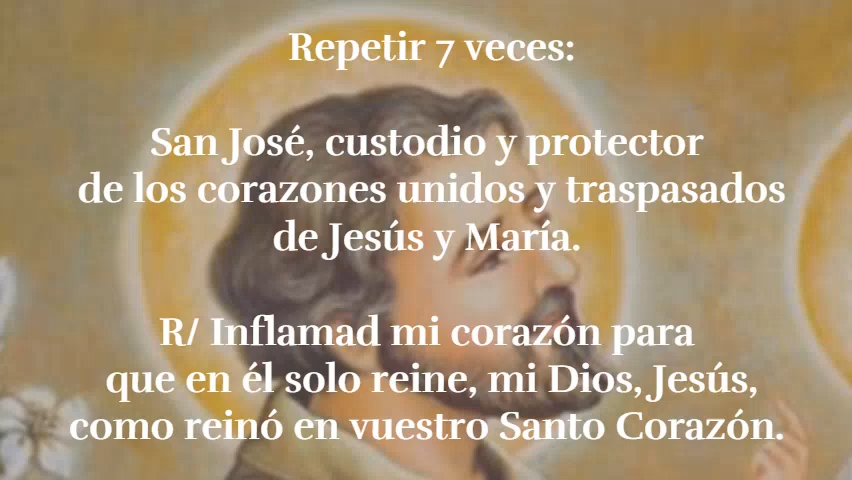 Repetir 7 veces:
San José, custodio y protector
de los corazones unidos y traspasados
de Jesús y María.
R/ Inflamad mi corazón para
que en él solo reine, mi Dios, Jesús,
como reinó en vuestro Santo Corazón.